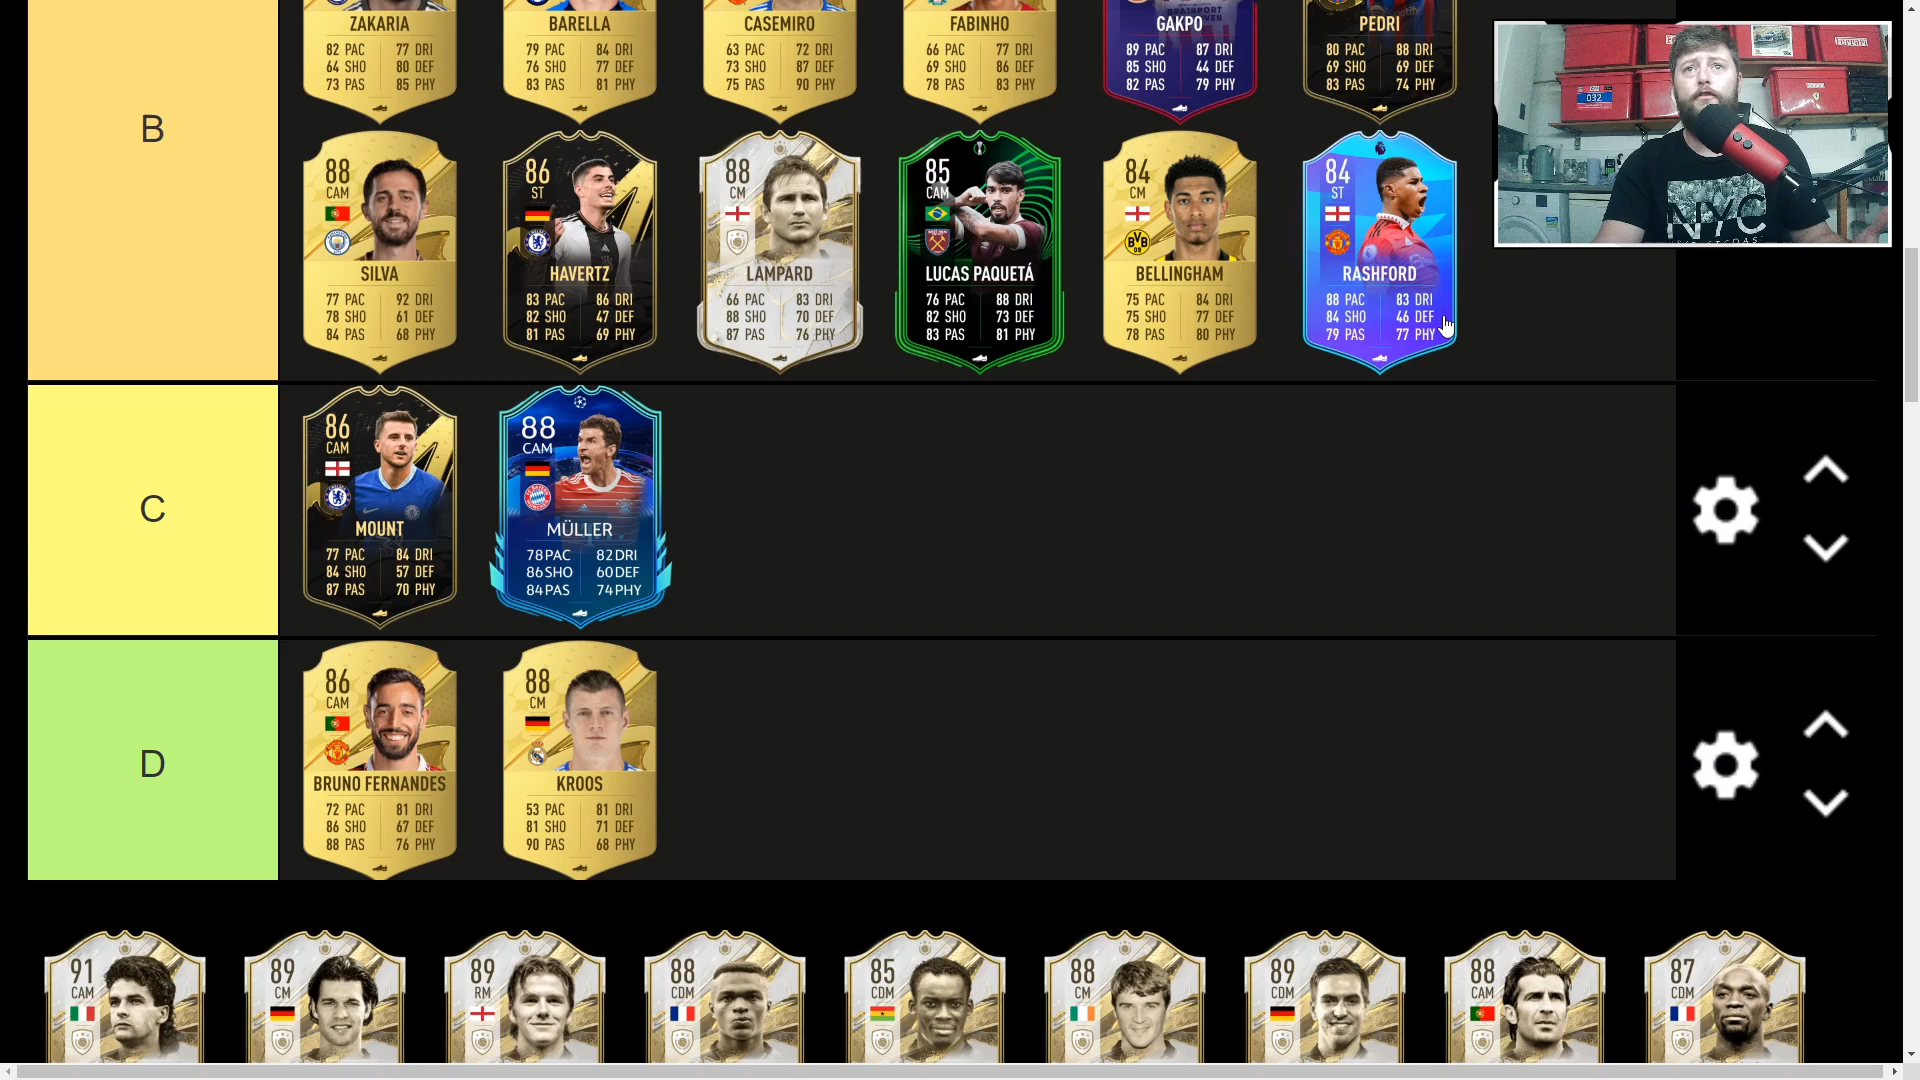 ZAKARIA
82 PAC 77 DRI
64 SHO 80 DEF
73 PAS 85 PHY
BARELLA
79 PAC 84 DRI
76 SHO 77 DEF
83 PAS 81 PHY
CASEMIRO
63 PAC 72 DRI
73 SHO 87 DEF
75 PAS 90 PHY
FABINHO
66 PAC 77 DRI
69 SHO 86 DEF
78 PAS 83 PHY
GAKPO
89 PAC 87 DRI
85 SHO 44 DEF
82 PAS 79 PHY
PEDRI
80 PAC 88 DRI
69 SHO 69 DEF
83 PAS 74 PHY
Ferrari
032
NYC
B
88
CAM
SILVA
77 PAC 92 DRI
78 SHO 61 DEF
84 PAS 68 PHY
86
ST
HAVERTZ
83 PAC 86 DRI
82 SHO 47 DEF
81 PAS 69 PHY
88
CM
LAMPARD
66 PAC 83 DRI
88 SHO 70 DEF
87 PAS 76 PHY
85
CAM
LUCAS PAQUETÁ
76 PAC 88 DRI
82 SHO 73 DEF
83 PAS 81 PHY
84
CM
BVB
09
BELLINGHAM
75 PAC 84 DRI
75 SHO 77 DEF
78 PAS 80 PHY
84
ST
RASHFORD
88 PAC 83 DRI
84 SHO 46 DEF
79 PAS 77 PHY
C
86
CAM
MOUNT
77 PAC 84 DRI
84 SHO 57 DEF
87 PAS 70 PHY
88
CAM
MÜLLER
78PAC 82DRI
86SHO 60DEF
84PAS 74PHY
D
86
CAM
BRUNO FERNANDES
72 PAC 81 DRI
86 SHO 67 DEF
88 PAS 76 PHY
88
CM
KROOS
53 PAC 81 DRI
81 SHO 71 DEF
90 PAS 68 PHY
91
CAM
89
CM
89
RM
88
CDM
85
CDM
88
CM
89
CDM
88
CAM
87
CDM